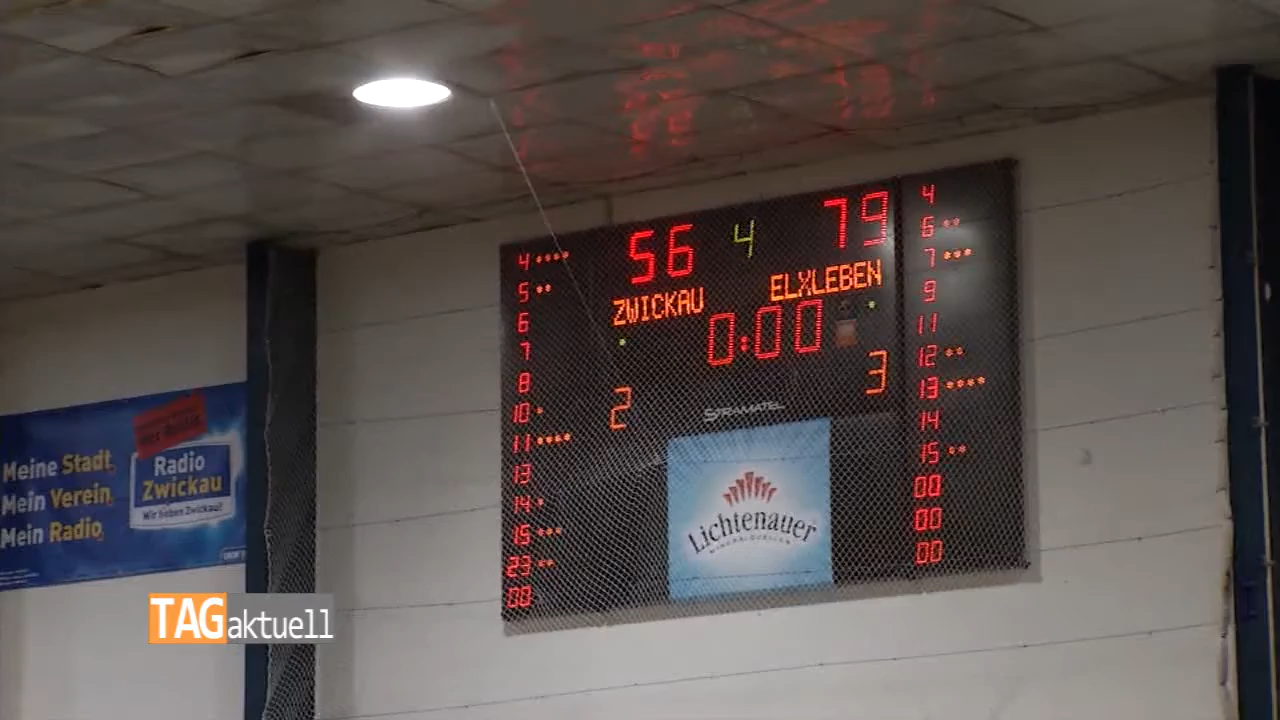 56 4 79
ZWICKAU ELXLEBEN
0:00
2 3
STRAMATEL
4
5
6
7
8
10
11
13
14
15
23
00
4
6
7
9
11
12
13
14
15
00
00
00
Lichtenauer
MINERALQUELLEN
Meine Stadt,
Mein Verein,
Mein Radio,
Radio
Zwickau
Wir lieben Zwickau!
TAGaktuell